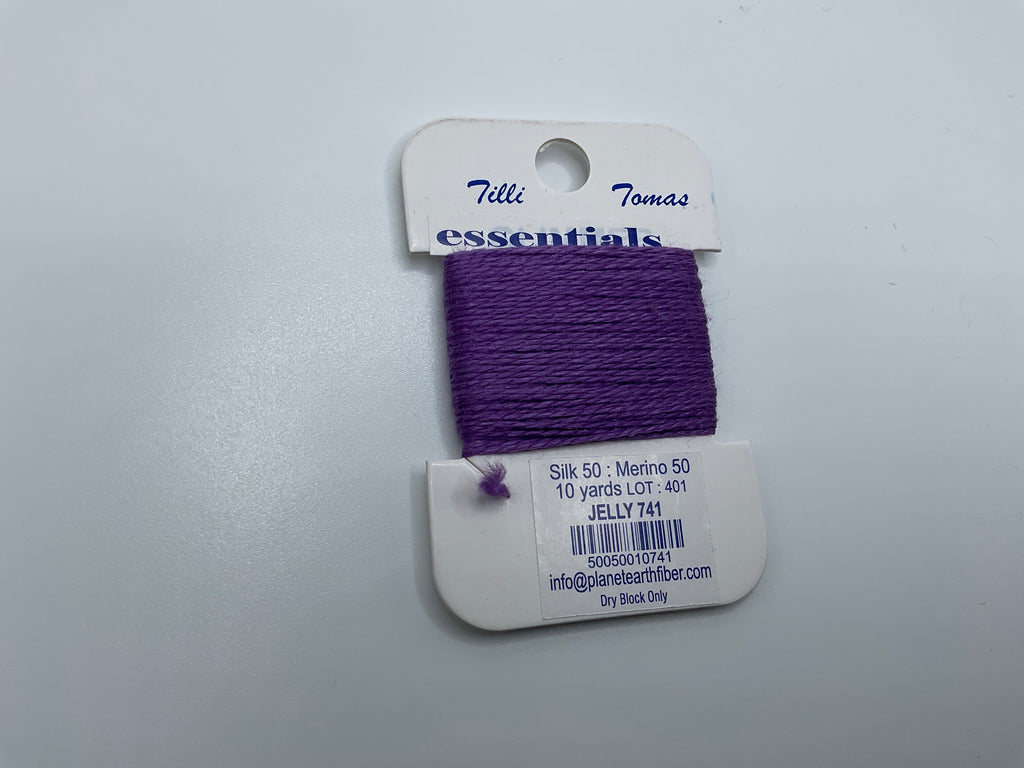 Tilli Tomas
essentials
Silk 50 : Merino 50
10 yards LOT : 401
JELLY 741
50050010741
info@planetearthfiber.com
Dry Block Only